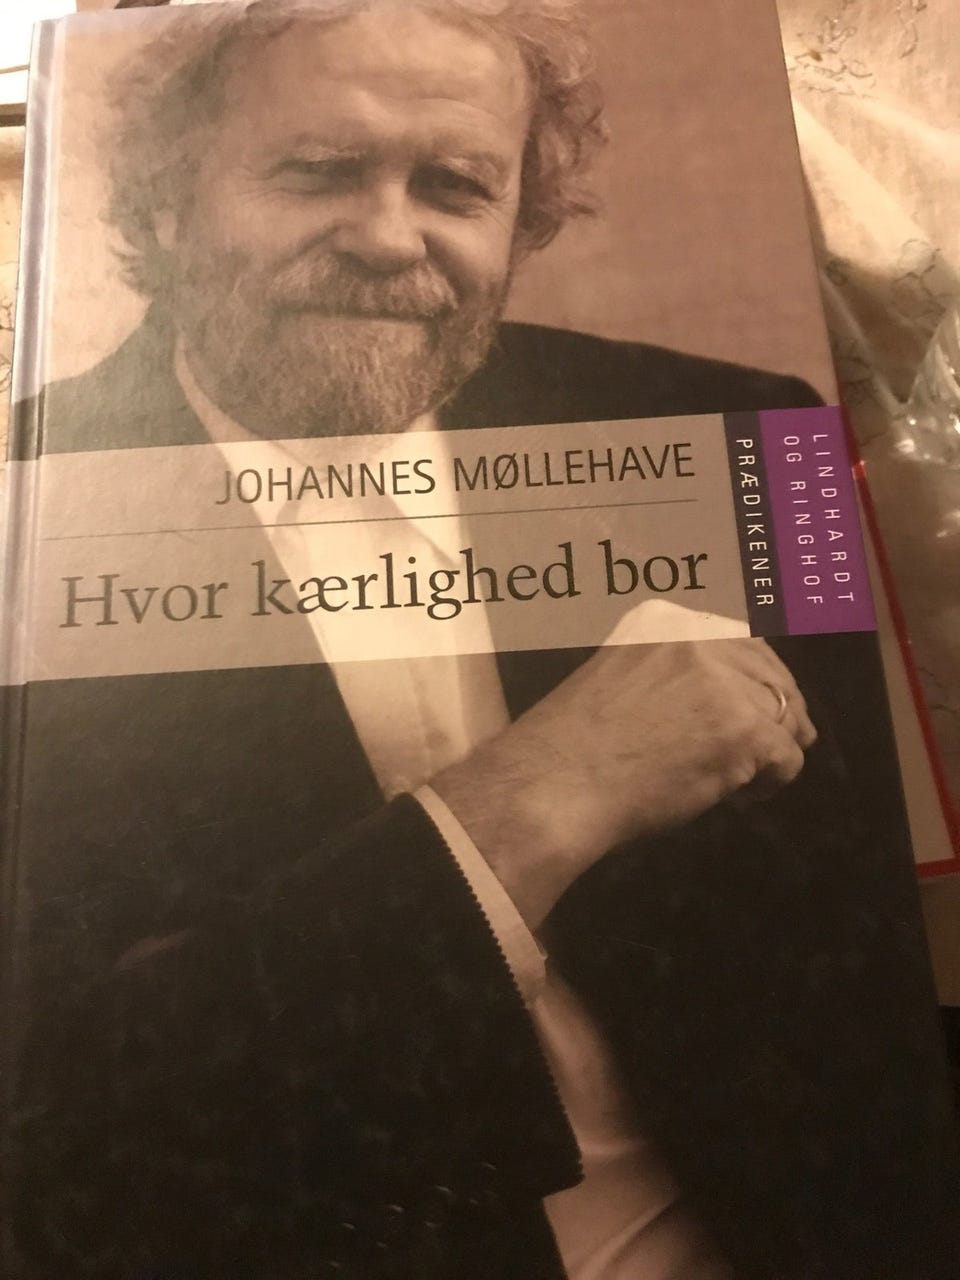 JOHANNES MØLLEHAVE
Hvor kærlighed bor
PRÆDIKENER
LINDHARDT
OG RINGHOF